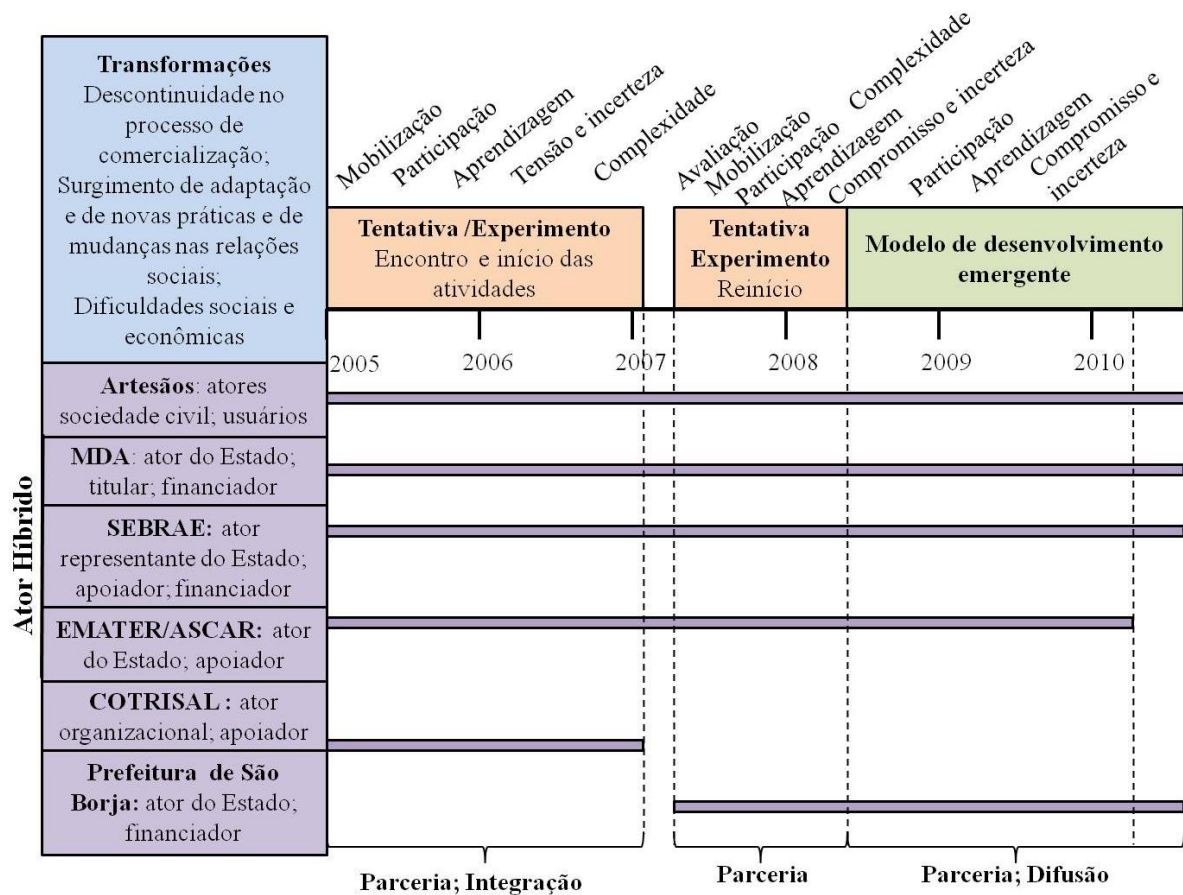 Transformações
Descontinuidade no
processo de
comercialização;
Surgimento de adaptação
e de novas práticas e de
mudanças nas relações
sociais;
Dificuldades sociais e
econômicas
Mobilização
Participação
Aprendizagem
Tensão e incerteza
Complexidade
Avaliação
Mobilização
Participação
Aprendizagem
Compromisso e incerteza
Complexidade
Participação
Aprendizagem
Compromisso e
incerteza
Tentativa /Experimento
Encontro e início das
atividades
Tentativa
Experimento
Reinício
Modelo de desenvolvimento
emergente
2005
2006
2007
2008
2009
2010
Ator Híbrido
Artesãos: atores
sociedade civil; usuários
MDA: ator do Estado;
titular; financiador
SEBRAE: ator
representante do Estado;
apoiador; financiador
EMATER/ASCAR: ator
do Estado; apoiador
COTRISAL : ator
organizacional; apoiador
Prefeitura de São
Borja: ator do Estado;
financiador
Parceria; Integração
Parceria
Parceria; Difusão